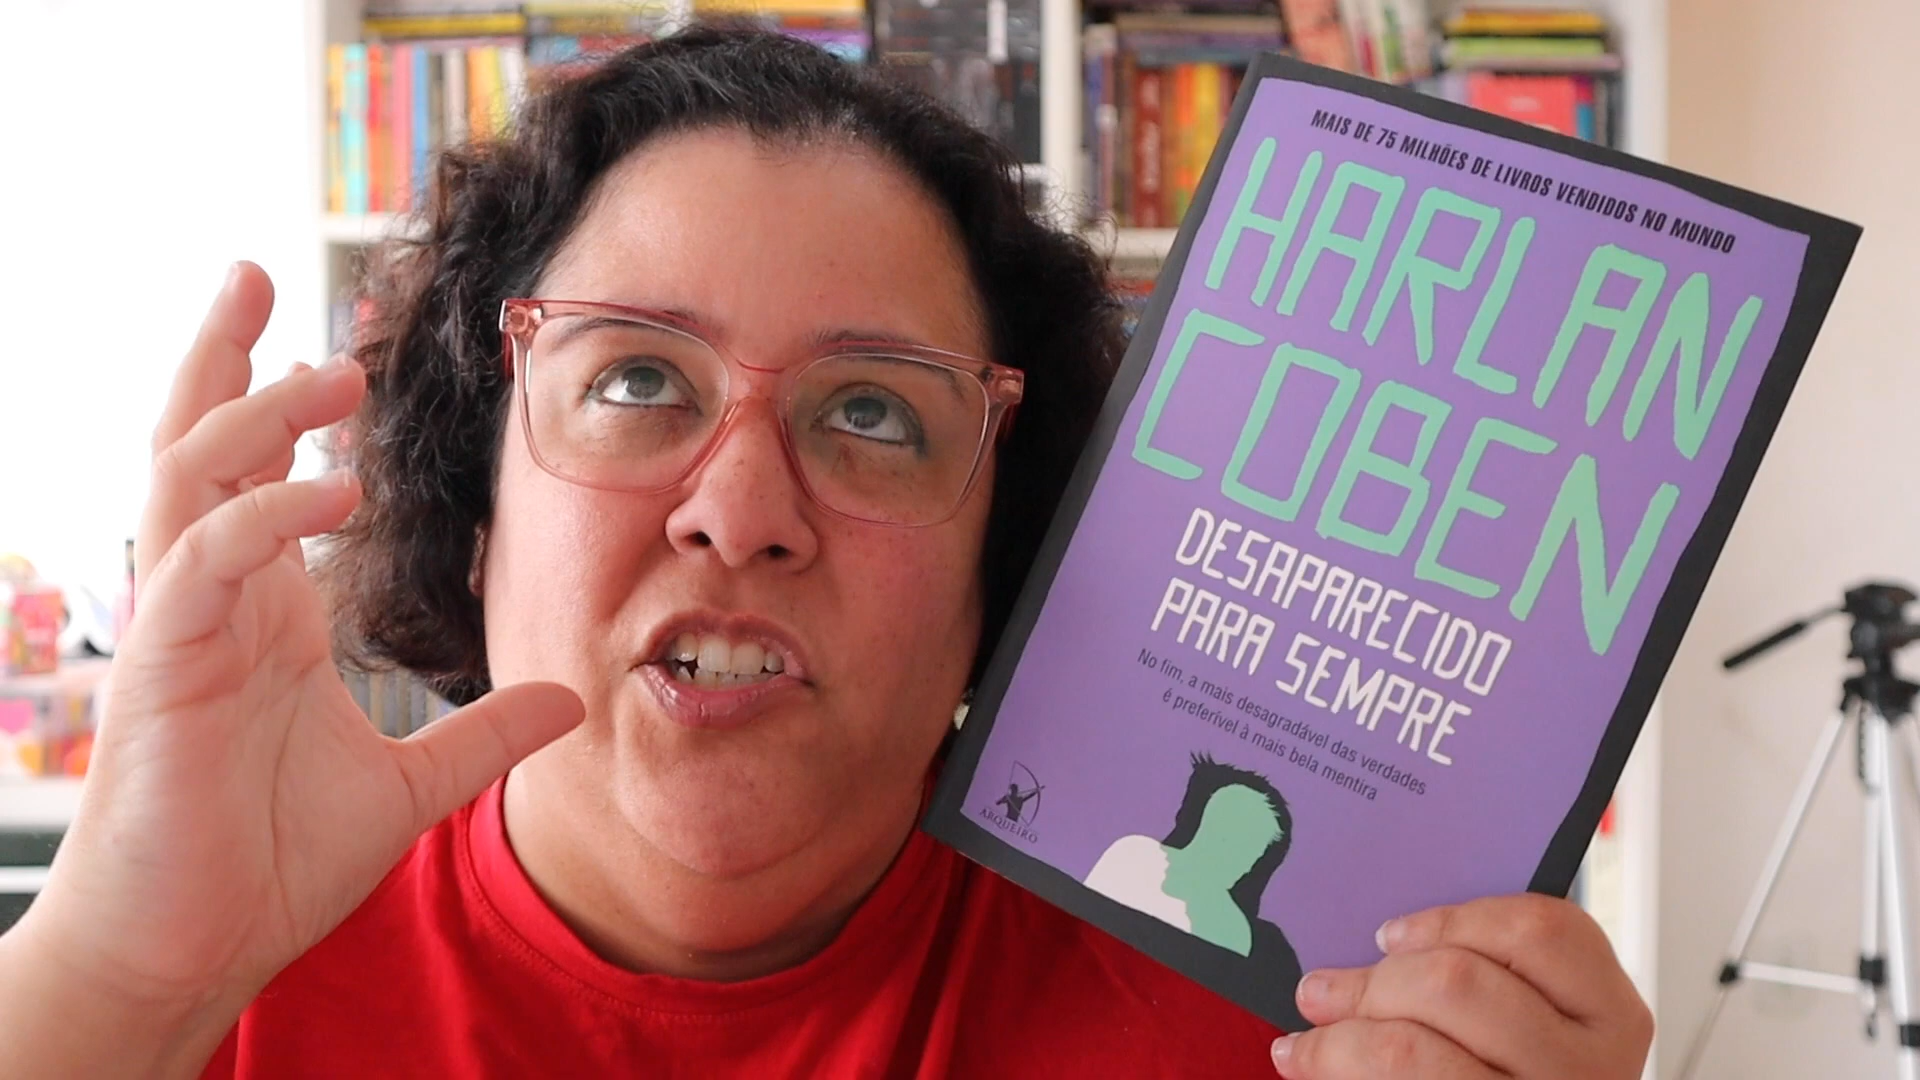 MAIS DE 75 MILHÕES DE LIVROS VENDIDOS NO MUNDO
HARLAN
COBEN
DESAPARECIDO
PARA SEMPRE
No fim, a mais desagradável das verdades
é preferível à mais bela mentira
ARQUEIRO